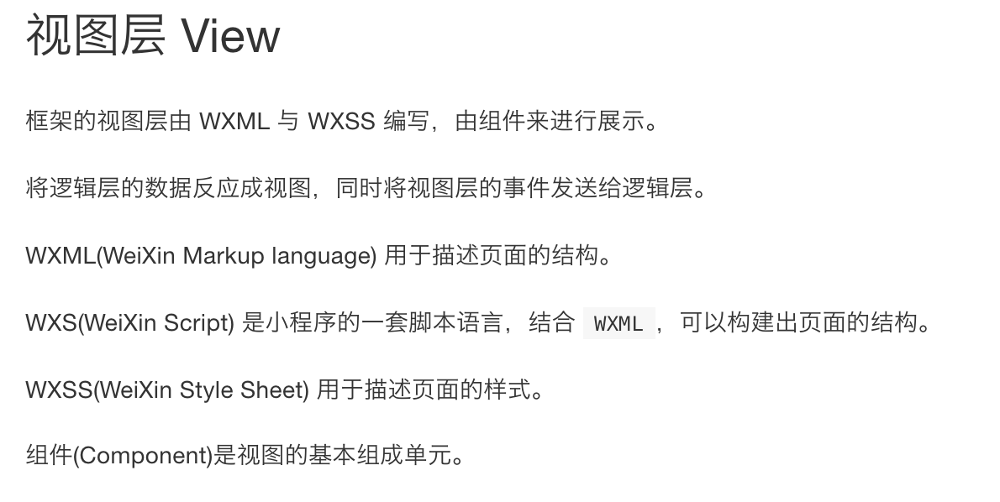 视图层 View
框架的视图层由 WXML 与 WXSS 编写，由组件来进行展示。
将逻辑层的数据反应成视图，同时将视图层的事件发送给逻辑层。
WXML(WeiXin Markup language) 用于描述页面的结构。
WXS(WeiXin Script) 是小程序的一套脚本语言，结合 WXML ，可以构建出页面的结构。
WXSS(WeiXin Style Sheet) 用于描述页面的样式。
组件(Component)是视图的基本组成单元。